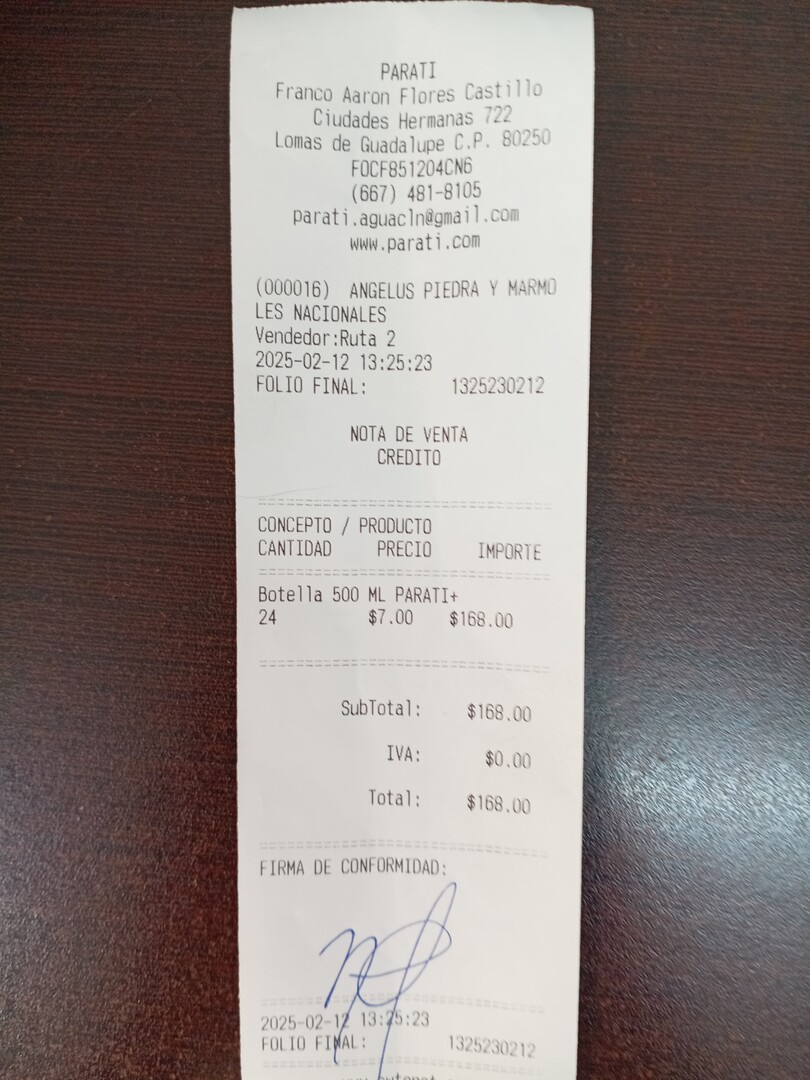 PARATI
Franco Aaron Flores Castillo
Ciudades Hermanas 722
Lomas de Guadalupe C.P. 80250
FOCF851204CN6
(667) 481-8105
parati.aguacln@gmail.com
www.parati.com
(000016) ANGELUS PIEDRA Y MARMO
LES NACIONALES
Vendedor:Ruta 2
2025-02-12 13:25:23
FOLIO FINAL: 1325230212
NOTA DE VENTA
CREDITO
CONCEPTO / PRODUCTO
CANTIDAD PRECIO IMPORTE
Botella 500 ML PARATI+
24 $7.00 $168.00
SubTotal: $168.00
IVA: $0.00
Total: $168.00
FIRMA DE CONFORMIDAD:
2025-02-12 13:25:23
FOLIO FINAL: 1325230212